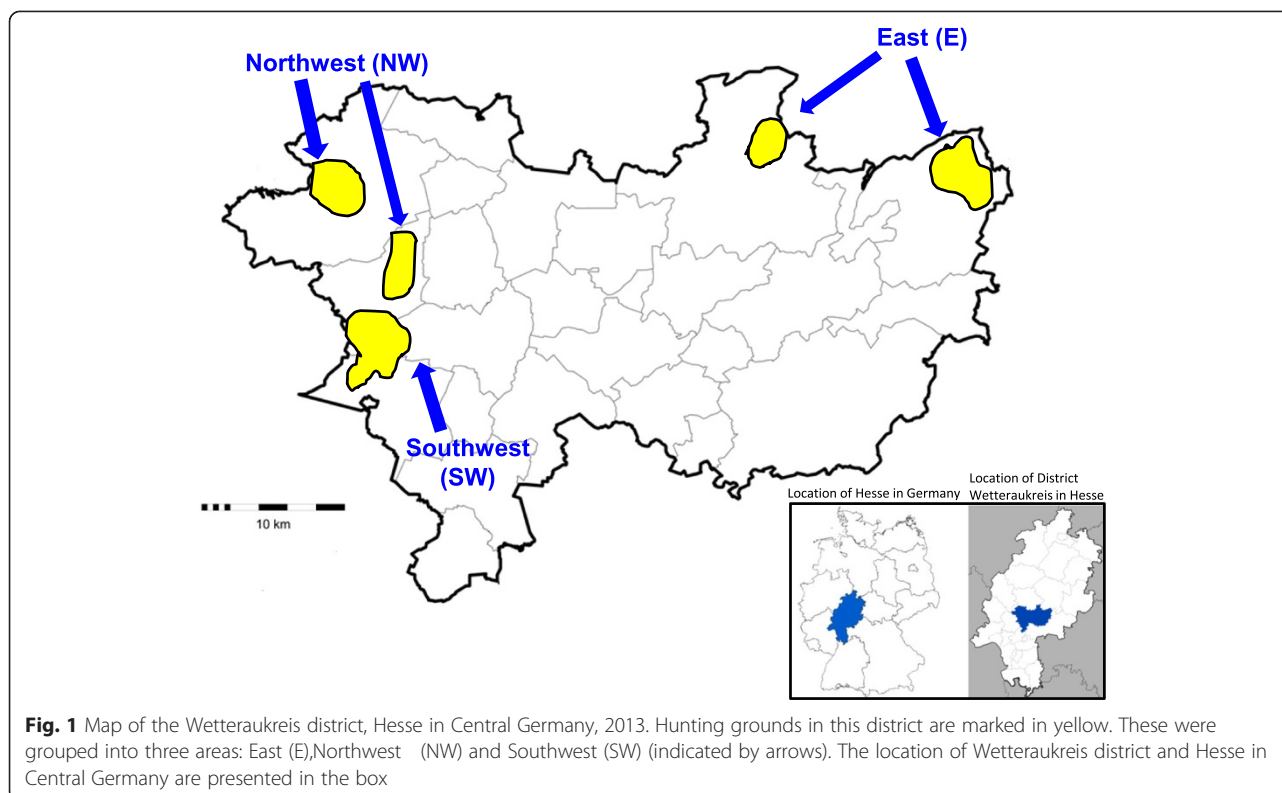 East (E)
Northwest (NW)
Southwest
(SW)
10 km
Location of Hesse in Germany
Location of District
Wetteraukreis in Hesse
Fig. 1 Map of the Wetteraukreis district, Hesse in Central Germany, 2013. Hunting grounds in this district are marked in yellow. These were
grouped into three areas: East (E),Northwest (NW) and Southwest (SW) (indicated by arrows). The location of Wetteraukreis district and Hesse in
Central Germany are presented in the box